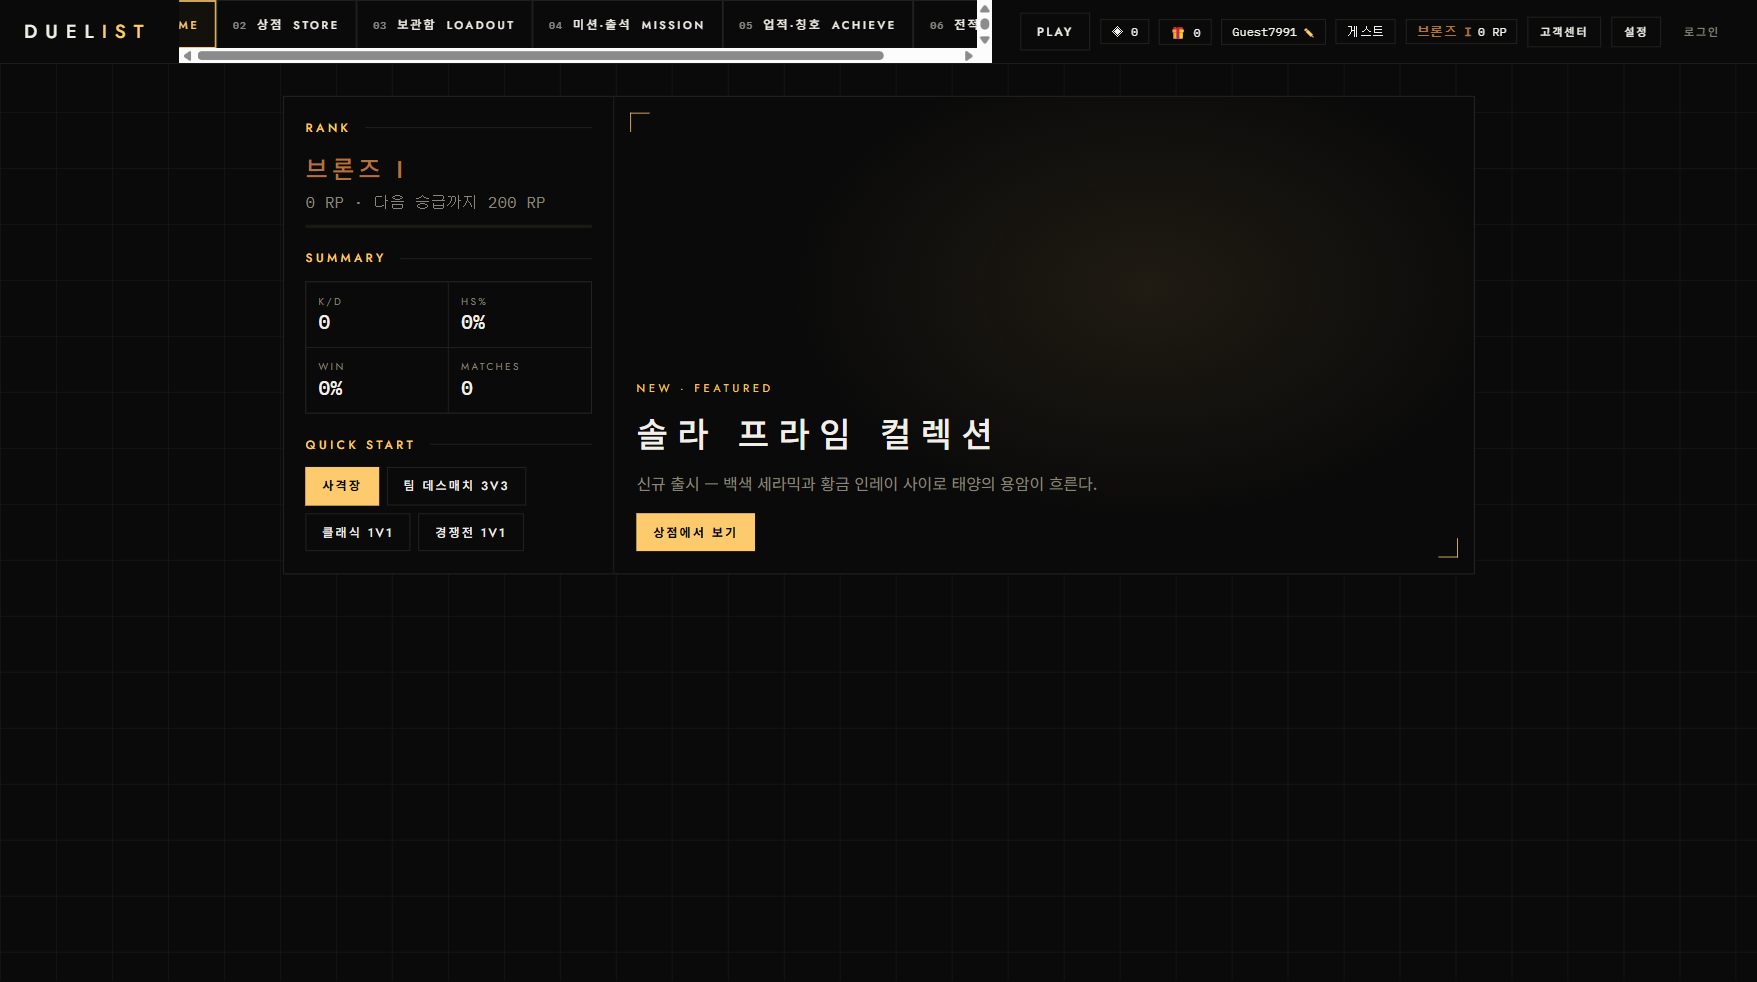 DUELIST
ME
02 상점 STORE
03 보관함 LOADOUT
04 미션·출석 MISSION
05 업적·칭호 ACHIEVE
06 전적
PLAY
◈ 0
🎁 0
Guest7991 ✏️
게스트
브론즈 I 0 RP
고객센터
설정
로그인
RANK
브론즈 I
0 RP · 다음 승급까지 200 RP
SUMMARY
K/D
0
HS%
0%
WIN
0%
MATCHES
0
QUICK START
사격장
팀 데스매치 3V3
클래식 1V1
경쟁전 1V1
NEW · FEATURED
솔라 프라임 컬렉션
신규 출시 — 백색 세라믹과 황금 인레이 사이로 태양의 용암이 흐른다.
상점에서 보기